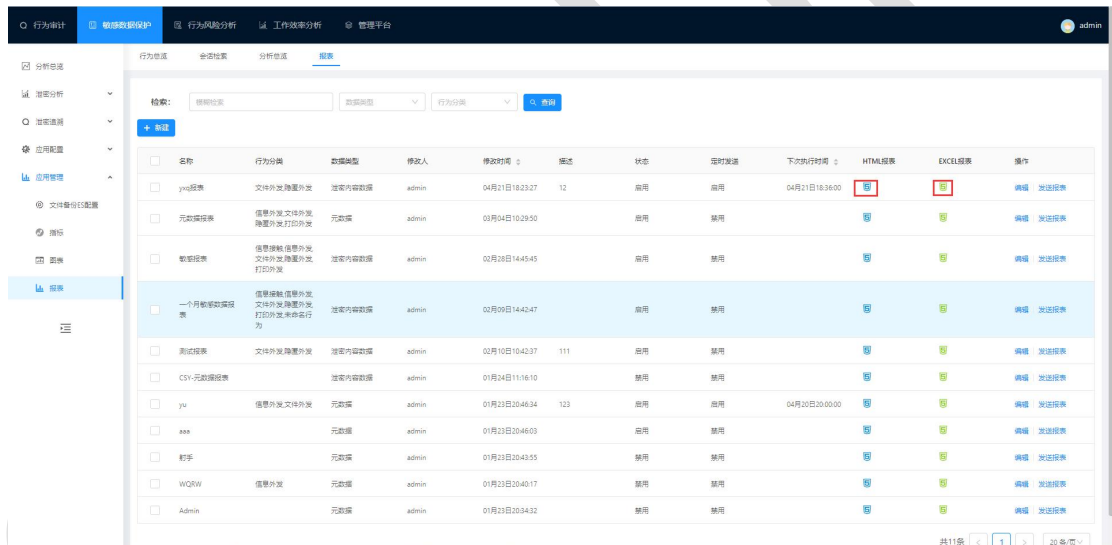 行为审计 敏感数据保护 行为风险分析 工作效率分析 管理平台 admin
行为总览 会话检索 分析总览 报表
分析总览
泄密分析
泄密追溯
应用配置
应用管理
文件备份ES配置
指标
图表
报表
检索: 模糊检索 数据类型 行为分类 查询
+ 新建
名称 行为分类 数据类型 修改人 修改时间 描述 状态 定时发送 下次执行时间 HTML报表 EXCEL报表 操作
yxq报表 文件外发,隐匿外发 泄密内容数据 admin 04月21日18:23:27 12 启用 启用 04月21日18:36:00 编辑 发送报表
元数据报表 信息外发,文件外发,隐匿外发,打印外发 元数据 admin 03月04日10:29:50 启用 禁用 编辑 发送报表
敏感报表 信息接触,信息外发,文件外发,隐匿外发,打印外发 泄密内容数据 admin 02月28日14:45:45 启用 禁用 编辑 发送报表
一个月敏感数据报表 信息接触,信息外发,文件外发,隐匿外发,打印外发,未命名行为 泄密内容数据 admin 02月09日14:42:47 启用 禁用 编辑 发送报表
测试报表 文件外发,隐匿外发 泄密内容数据 admin 02月10日10:42:37 111 启用 禁用 编辑 发送报表
CSY-元数据报表 泄密内容数据 admin 01月24日11:16:10 禁用 禁用 编辑 发送报表
yu 信息外发,文件外发 元数据 admin 01月23日20:46:34 123 启用 启用 04月20日20:00:00 编辑 发送报表
aaa 元数据 admin 01月23日20:46:03 启用 禁用 编辑 发送报表
射手 元数据 admin 01月23日20:43:55 禁用 禁用 编辑 发送报表
WQRW 信息外发 元数据 admin 01月23日20:40:17 禁用 禁用 编辑 发送报表
Admin 元数据 admin 01月23日20:34:32 禁用 禁用 编辑 发送报表
共11条 < 1 > 20 条/页